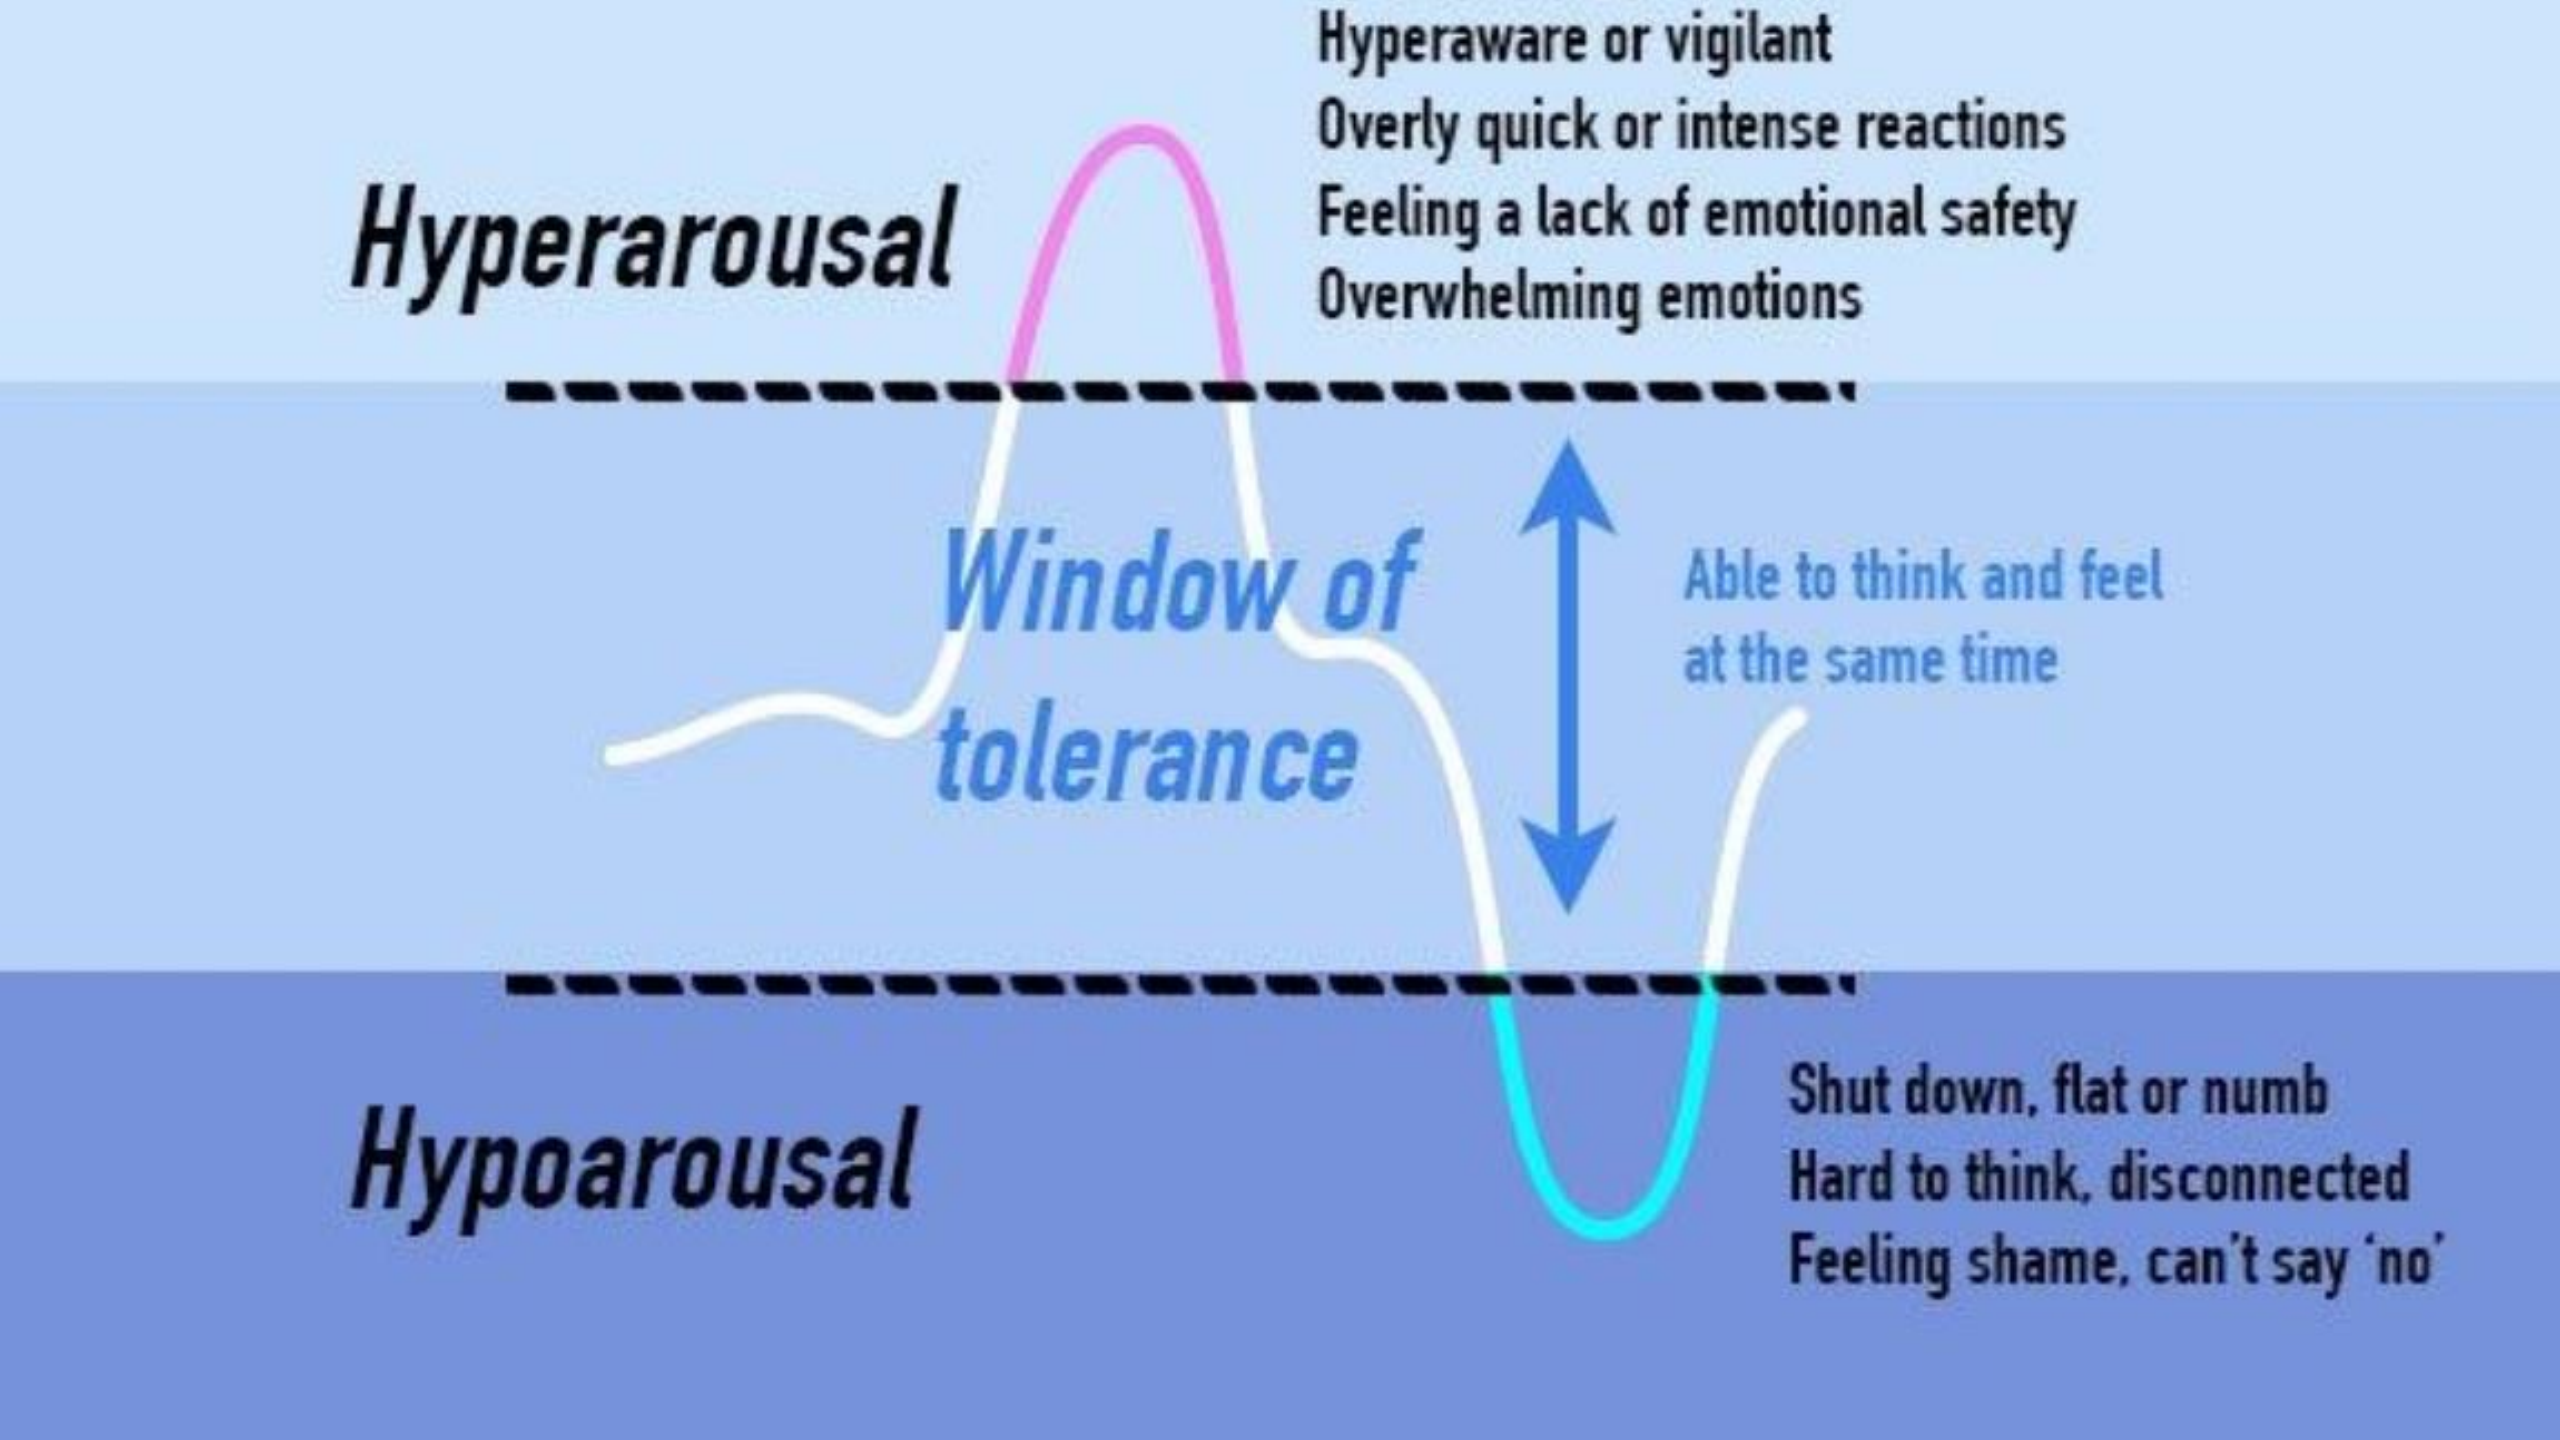 Hyperaware or vigilant
Overly quick or intense reactions
Feeling a lack of emotional safety
Overwhelming emotions
Hyperarousal
Window of
tolerance
Able to think and feel
at the same time
Hypoarousal
Shut down, flat or numb
Hard to think, disconnected
Feeling shame, can't say ‘no’